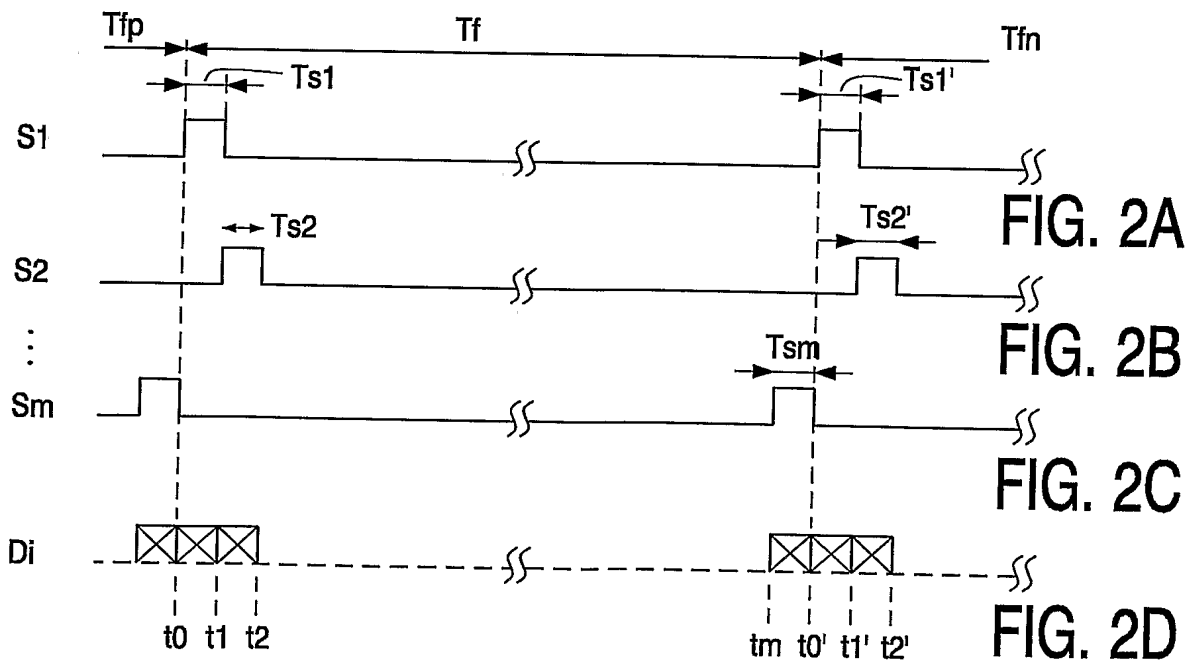 Tfp Tf Tfn
Ts1 Ts1'
S1
FIG. 2A
Ts2 Ts2'
S2
FIG. 2B
⋮
Tsm
Sm
FIG. 2C
Di
t0 t1 t2 tm t0' t1' t2'
FIG. 2D